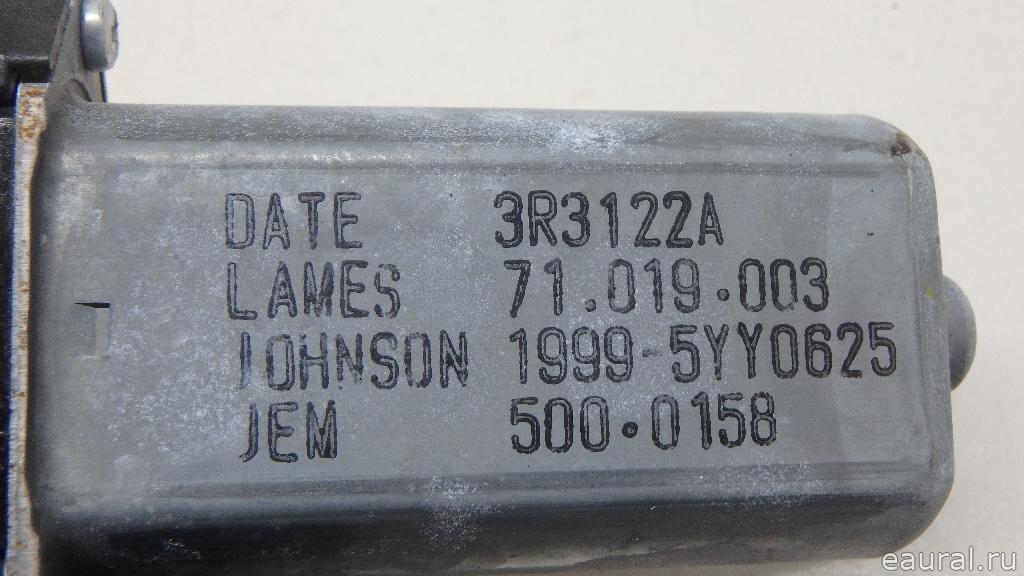 DATE 3R3122A
LAMES 71.019.003
JOHNSON 1999-5YY0625
JEM 500.0158
eaural.ru